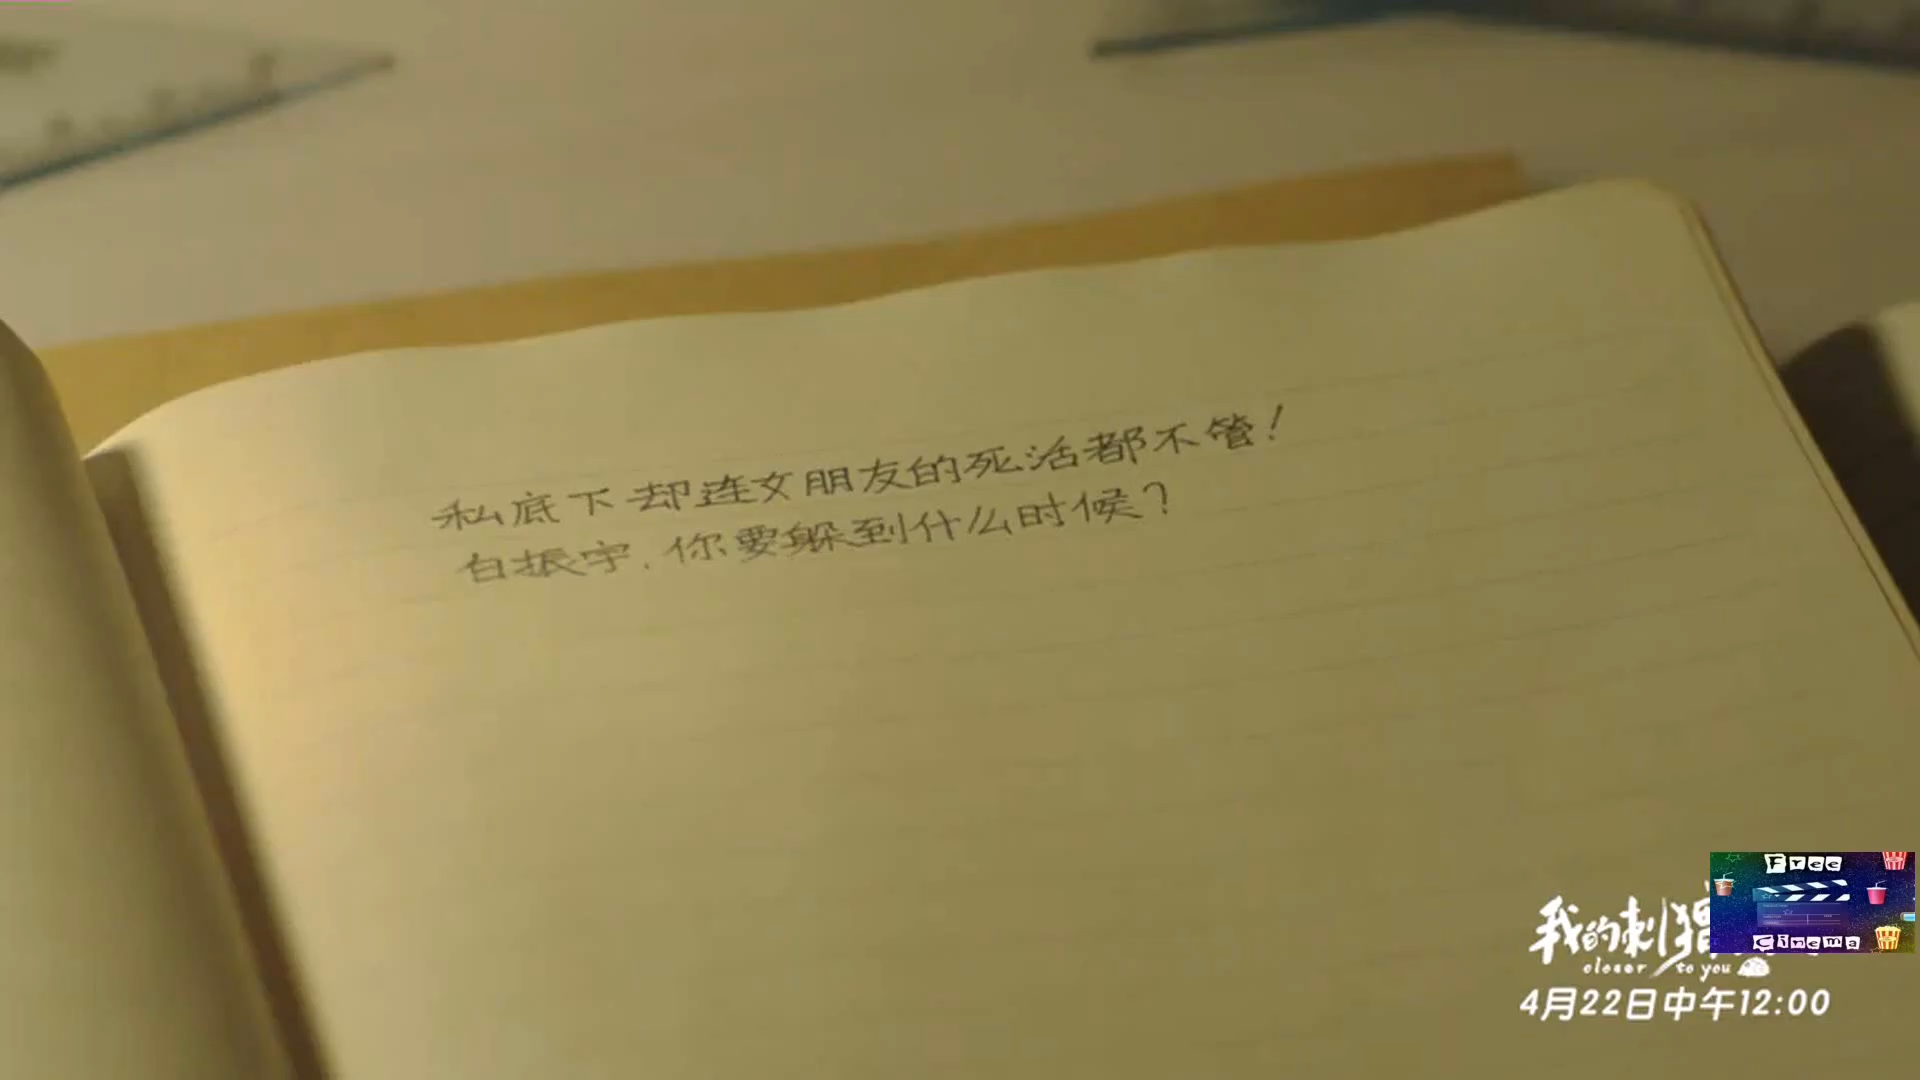 私底下却连女朋友的死活都不管!
白振宇,你要躲到什么时候?
Free
Cinema
我的刺猬
closer to you
4月22日中午12:00